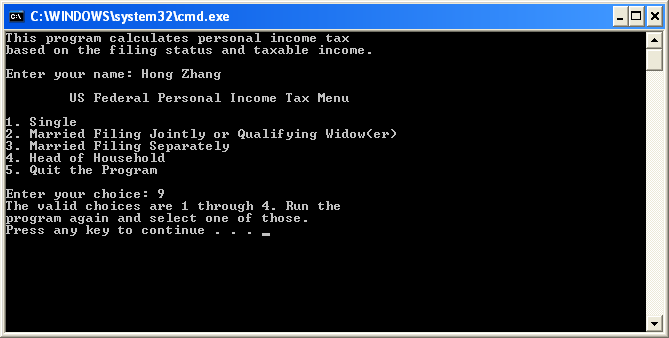 C:\WINDOWS\system32\cmd.exe
This program calculates personal income tax
based on the filing status and taxable income.
Enter your name: Hong Zhang
US Federal Personal Income Tax Menu
1. Single
2. Married Filing Jointly or Qualifying Widow(er)
3. Married Filing Separately
4. Head of Household
5. Quit the Program
Enter your choice: 9
The valid choices are 1 through 4. Run the
program again and select one of those.
Press any key to continue . . . _